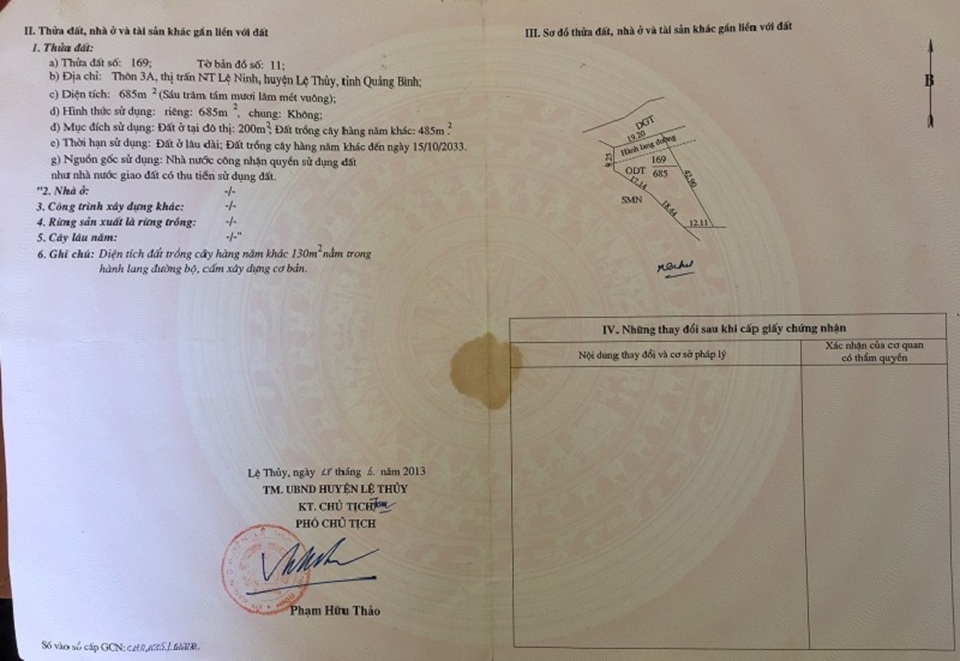 II. Thửa đất, nhà ở và tài sản khác gắn liền với đất
1. Thửa đất:
a) Thửa đất số: 169; Tờ bản đồ số: 11;
b) Địa chỉ: Thôn 3A, thị trấn NT Lệ Ninh, huyện Lệ Thủy, tỉnh Quảng Bình;
c) Diện tích: 685m² (Sáu trăm tám mươi lăm mét vuông);
d) Hình thức sử dụng: riêng: 685m², chung: Không;
đ) Mục đích sử dụng: Đất ở tại đô thị: 200m²; Đất trồng cây hàng năm khác: 485m².
e) Thời hạn sử dụng: Đất ở lâu dài; Đất trồng cây hàng năm khác đến ngày 15/10/2033.
g) Nguồn gốc sử dụng: Nhà nước công nhận quyền sử dụng đất
như nhà nước giao đất có thu tiền sử dụng đất.
"2. Nhà ở: -/-
3. Công trình xây dựng khác: -/-
4. Rừng sản xuất là rừng trồng: -/-
5. Cây lâu năm: -/-"
6. Ghi chú: Diện tích đất trồng cây hàng năm khác 130m² nằm trong
hành lang đường bộ, cấm xây dựng cơ bản.
Lệ Thủy, ngày tháng 6. năm 2013
TM. UBND HUYỆN LỆ THỦY
KT. CHỦ TỊCH
PHÓ CHỦ TỊCH
Phạm Hữu Thảo
Số vào sổ cấp GCN:
III. Sơ đồ thửa đất, nhà ở và tài sản khác gắn liền với đất
B
DGT
19.20
Hành lang đường
9.25
169
ODT
685
42.90
17.14
SMN
18.44
12.11
IV. Những thay đổi sau khi cấp giấy chứng nhận
Nội dung thay đổi và cơ sở pháp lý
Xác nhận của cơ quan
có thẩm quyền